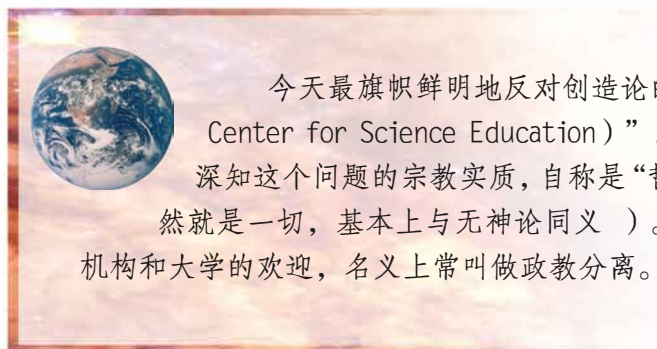 今天最旗帜鲜明地反对创造论的
Center for Science Education)”
深知这个问题的宗教实质，自称是“哲
然就是一切，基本上与无神论同义 ）。
机构和大学的欢迎，名义上常叫做政教分离。